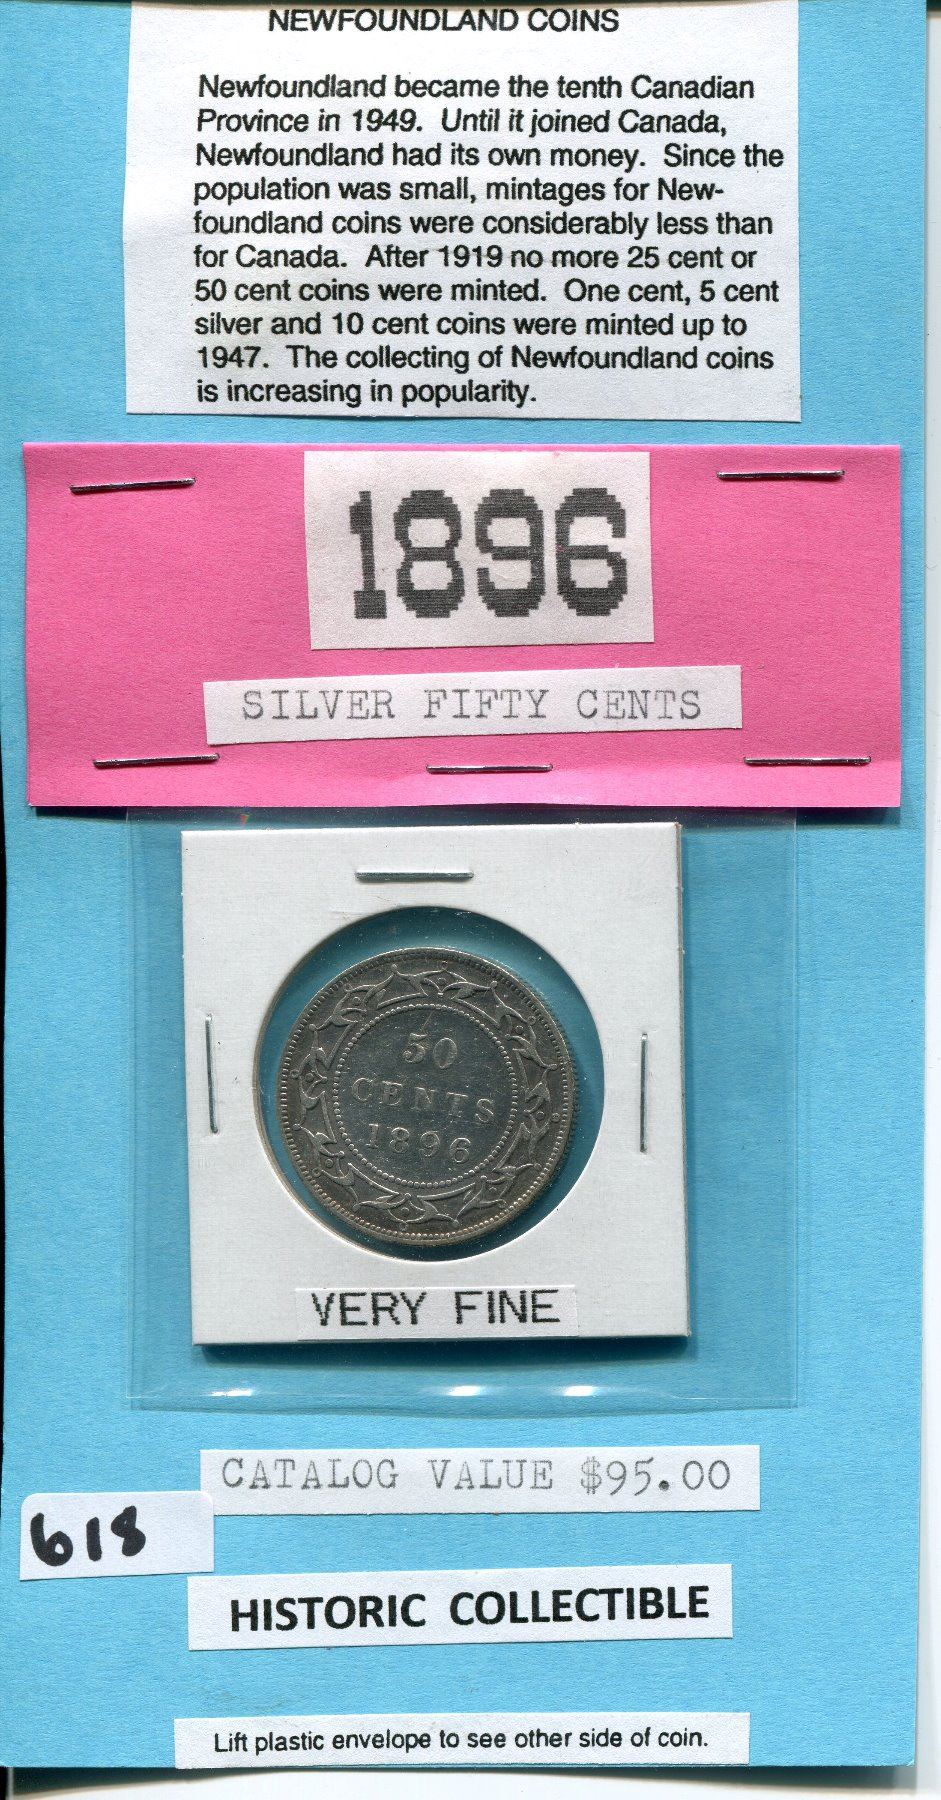 NEWFOUNDLAND COINS
Newfoundland became the tenth Canadian
Province in 1949. Until it joined Canada,
Newfoundland had its own money. Since the
population was small, mintages for New-
foundland coins were considerably less than
for Canada. After 1919 no more 25 cent or
50 cent coins were minted. One cent, 5 cent
silver and 10 cent coins were minted up to
1947. The collecting of Newfoundland coins
is increasing in popularity.
1896
SILVER FIFTY CENTS
50
CENTS
1896
VERY FINE
CATALOG VALUE $95.00
618
HISTORIC COLLECTIBLE
Lift plastic envelope to see other side of coin.